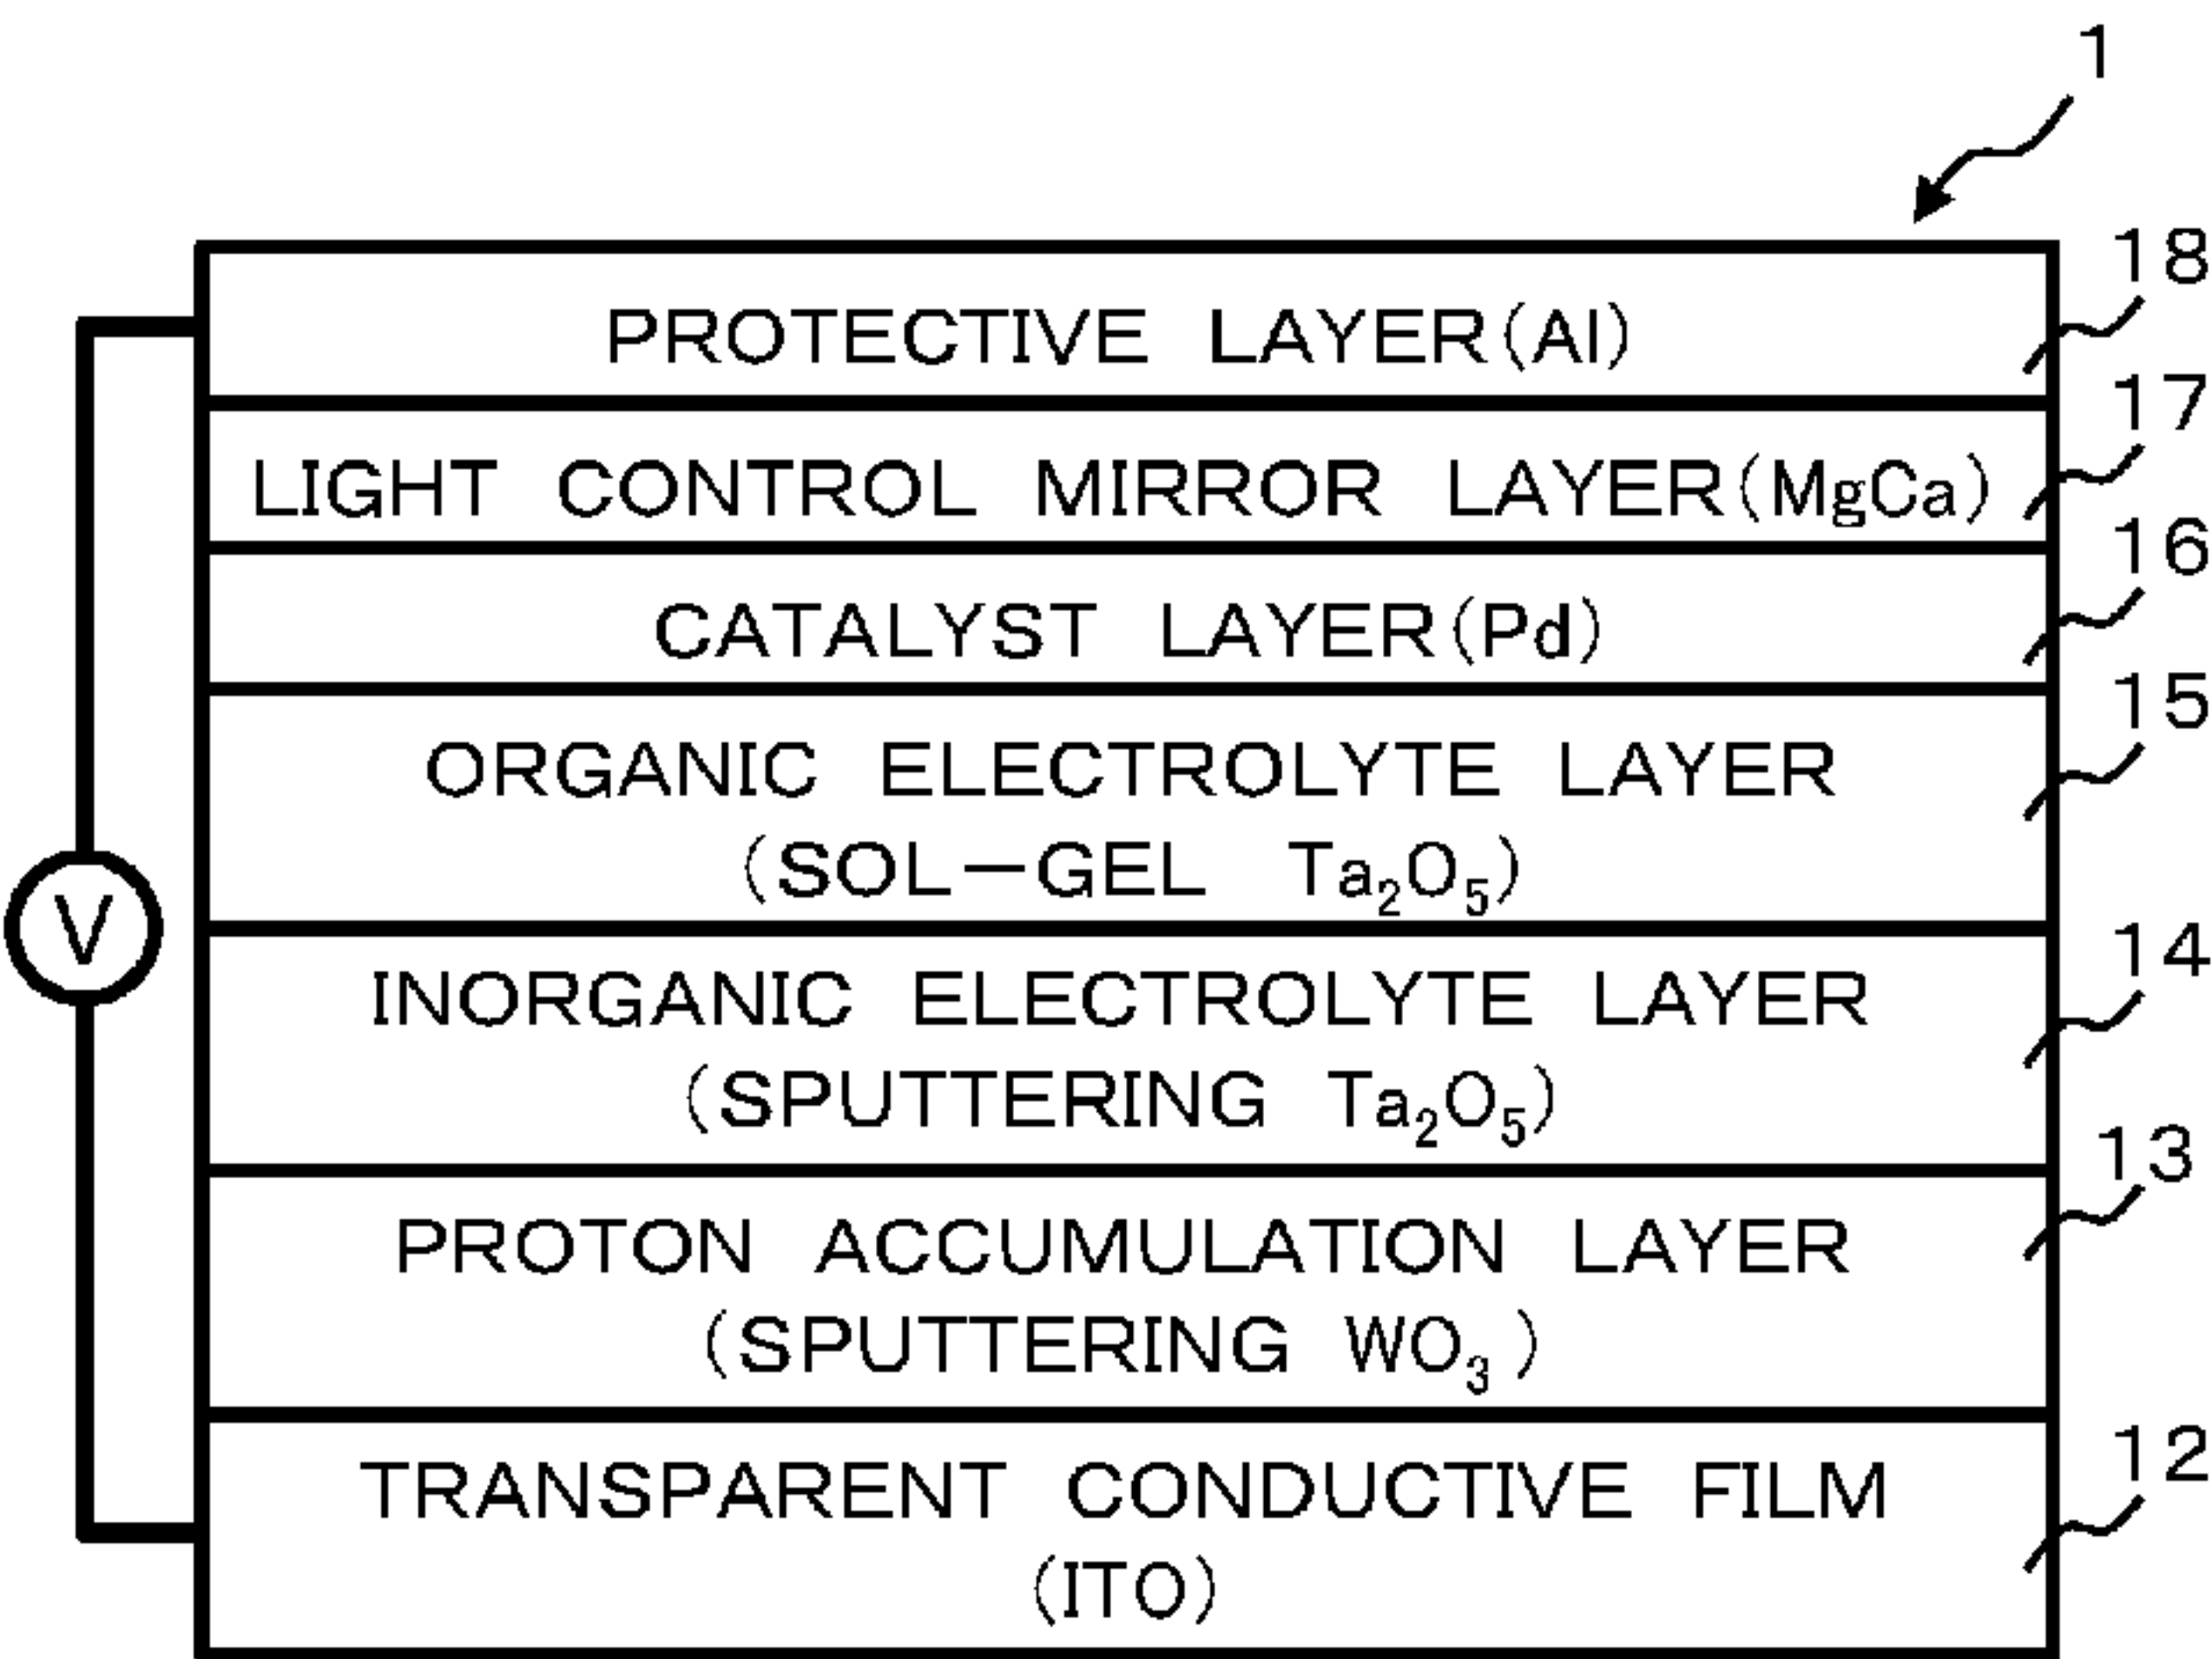 1
18
PROTECTIVE LAYER(Al)
17
LIGHT CONTROL MIRROR LAYER(MgCa)
16
CATALYST LAYER(Pd)
15
ORGANIC ELECTROLYTE LAYER
(SOL-GEL Ta₂O₅)
V
14
INORGANIC ELECTROLYTE LAYER
(SPUTTERING Ta₂O₅)
13
PROTON ACCUMULATION LAYER
(SPUTTERING WO₃)
12
TRANSPARENT CONDUCTIVE FILM
(ITO)